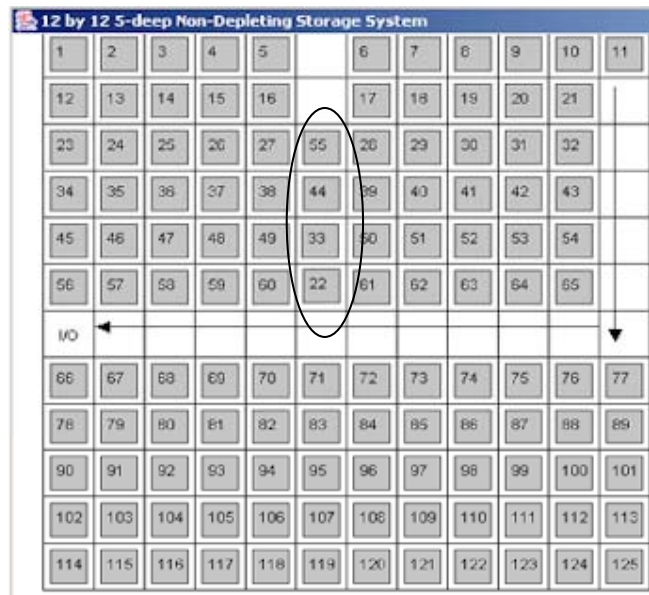 12 by 12 5-deep Non-Depleting Storage System
1 2 3 4 5 6 7 8 9 10 11
12 13 14 15 16 17 18 19 20 21
23 24 25 26 27 55 28 29 30 31 32
34 35 36 37 38 44 39 40 41 42 43
45 46 47 48 49 33 50 51 52 53 54
56 57 58 59 60 22 61 62 63 64 65
I/O
66 67 68 69 70 71 72 73 74 75 76 77
78 79 80 81 82 83 84 85 86 87 88 89
90 91 92 93 94 95 96 97 98 99 100 101
102 103 104 105 106 107 108 109 110 111 112 113
114 115 116 117 118 119 120 121 122 123 124 125